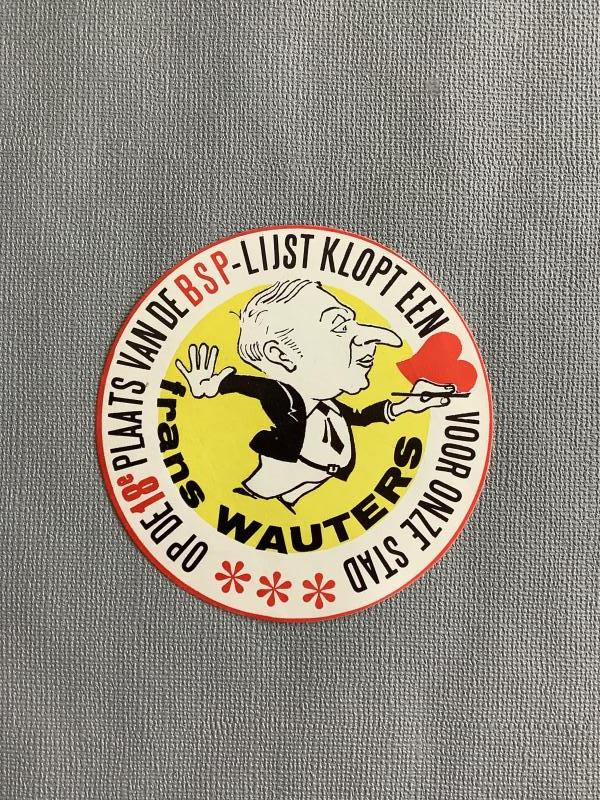 OP DE 18e PLAATS VAN DE BSP-LIJST KLOPT EEN VOOR ONZE STAD
frans WAUTERS
***